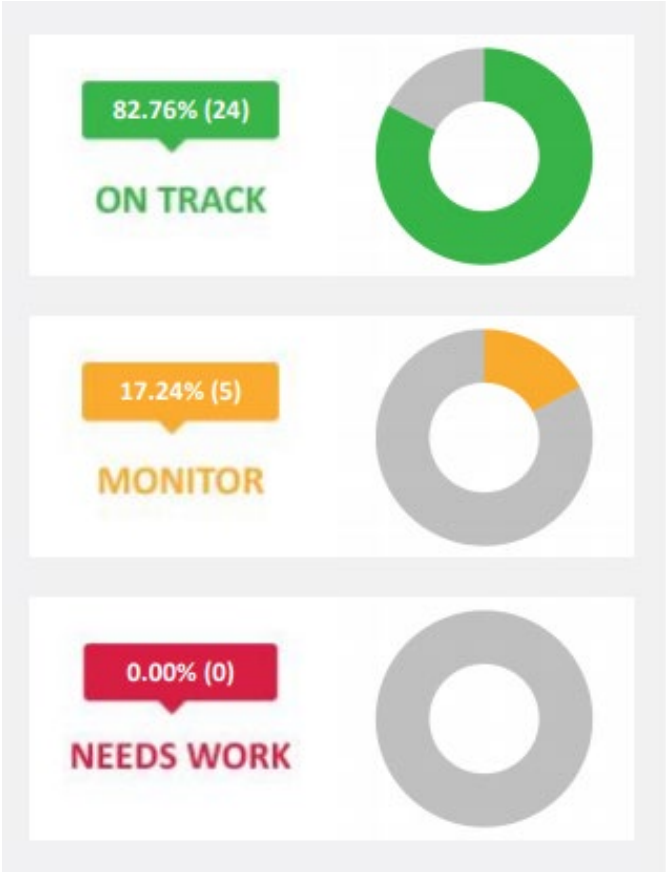 82.76% (24)
ON TRACK
17.24% (5)
MONITOR
0.00% (0)
NEEDS WORK